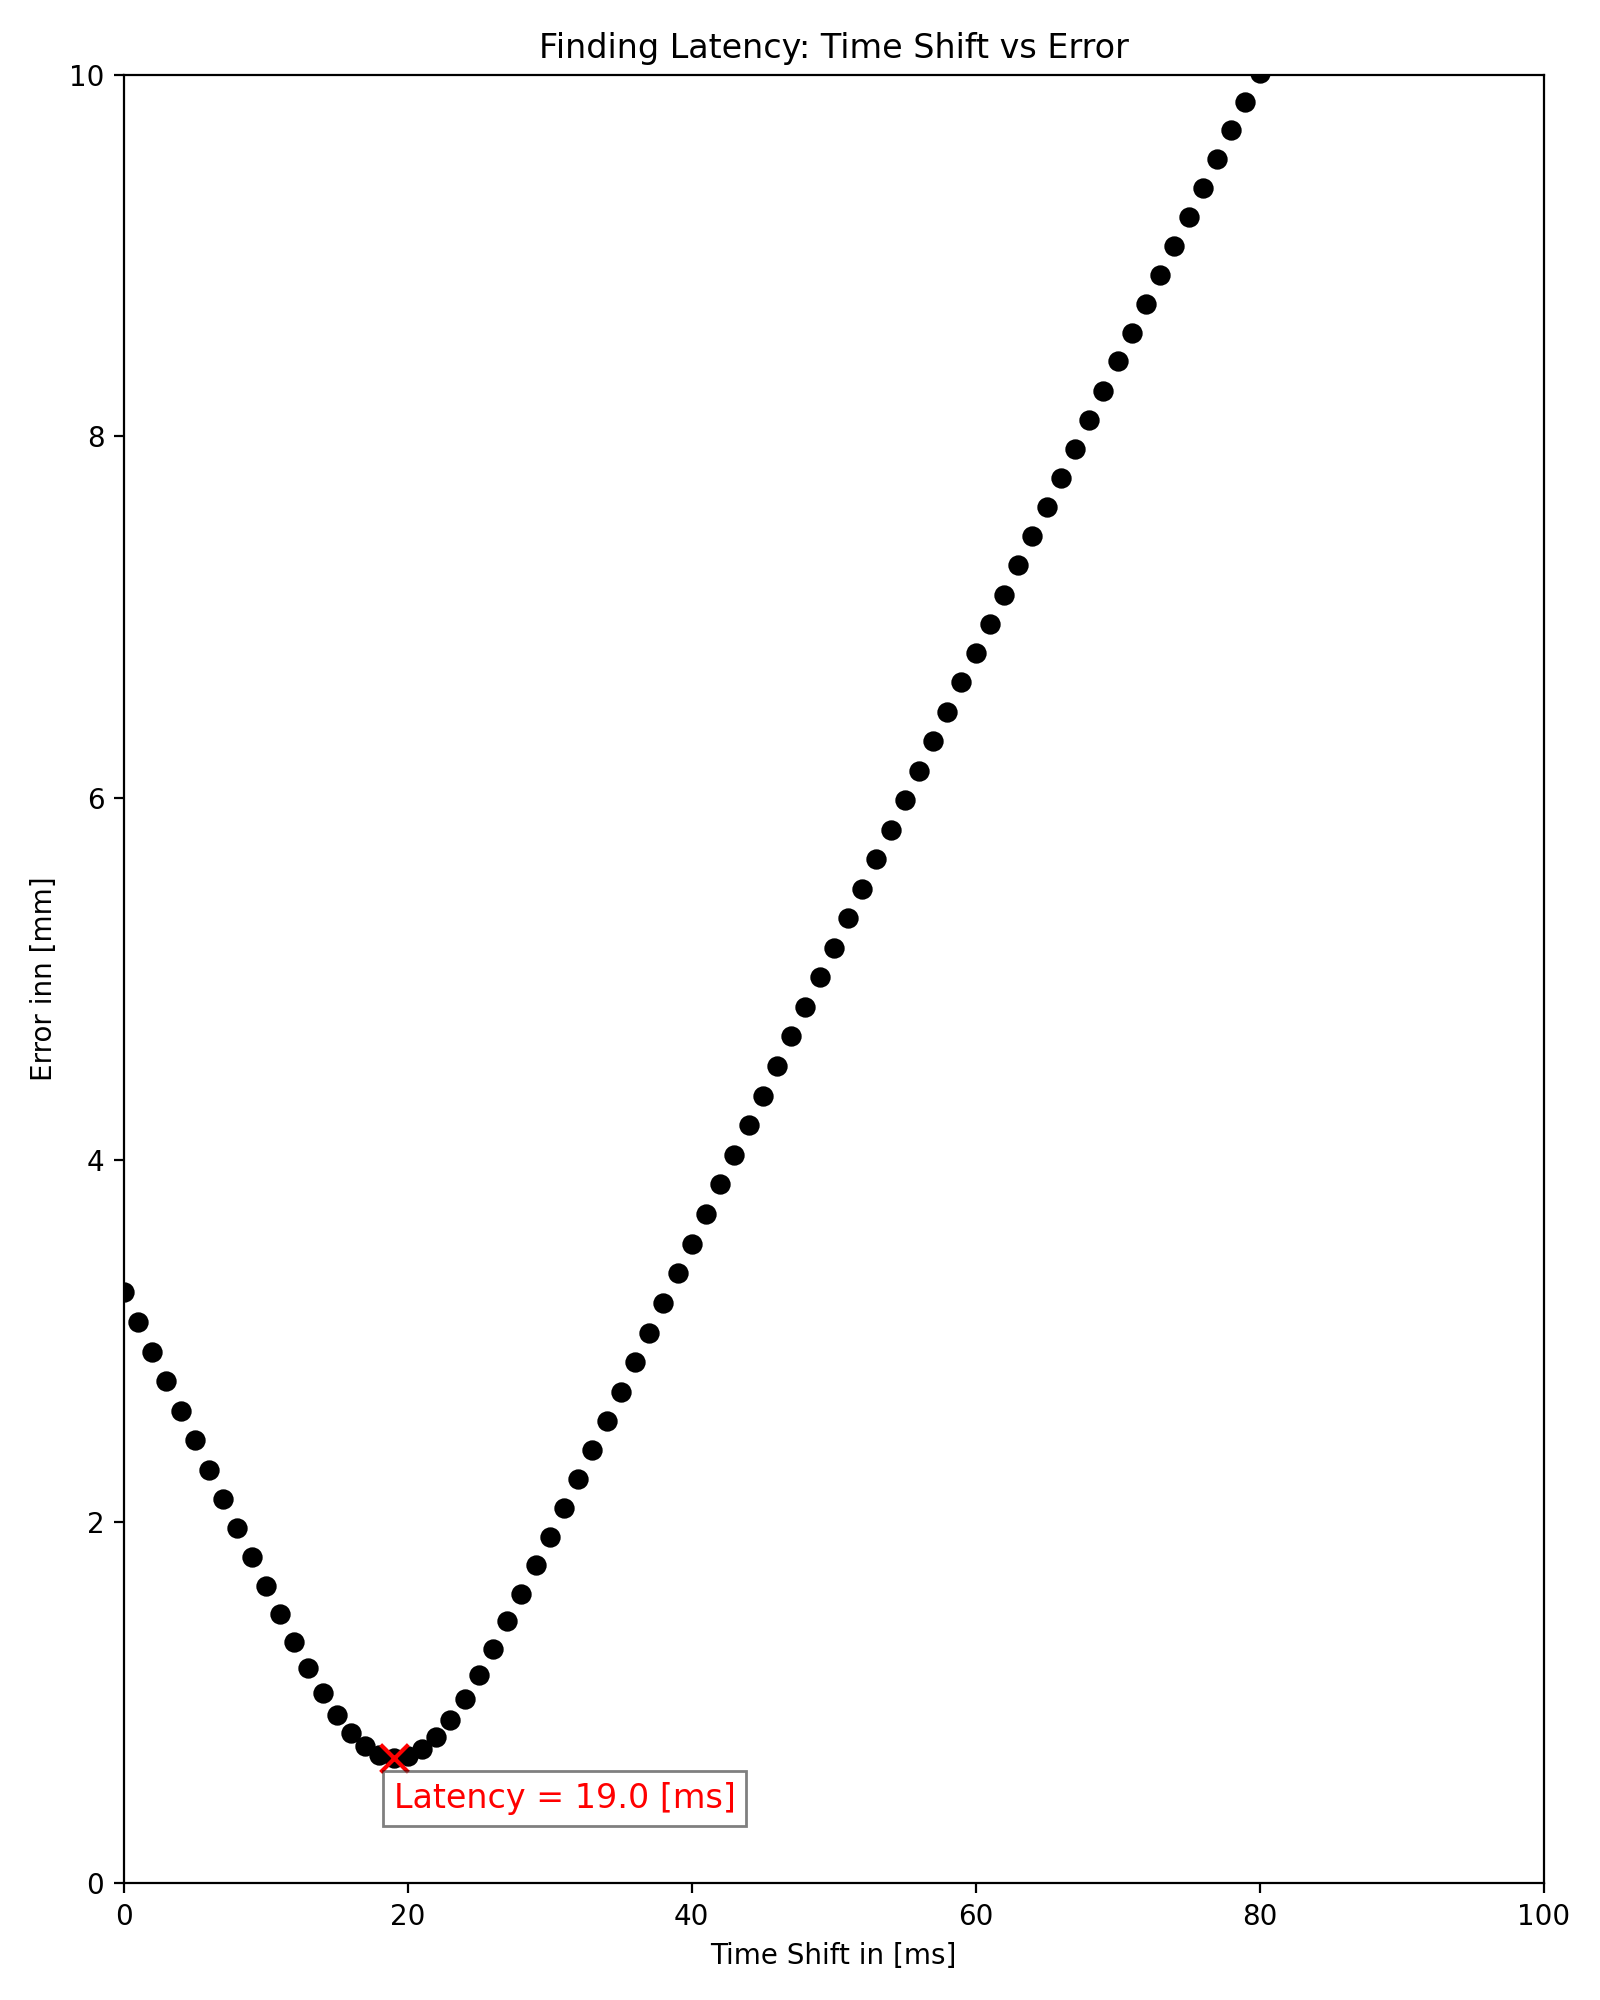 Finding Latency: Time Shift vs Error
10
8
6
4
2
0
Error inn [mm]
Latency = 19.0 [ms]
0 20 40 60 80 100
Time Shift in [ms]